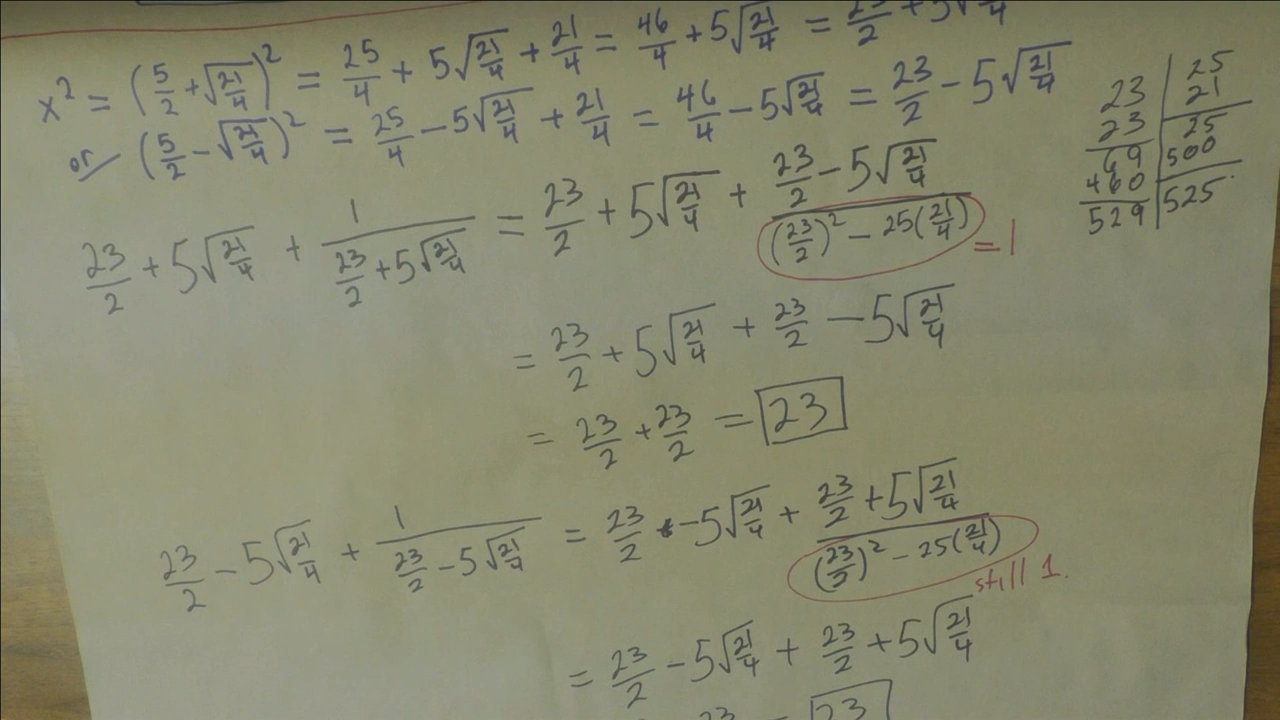 x² = (5/2 + √(21/4))² = 25/4 + 5√(21/4) + 21/4 = 46/4 + 5√(21/4) = 23/2 + 5√(21/4)
or (5/2 - √(21/4))² = 25/4 - 5√(21/4) + 21/4 = 46/4 - 5√(21/4) = 23/2 - 5√(21/4)
23/2 + 5√(21/4) + 1/(23/2 + 5√(21/4)) = 23/2 + 5√(21/4) + (23/2 - 5√(21/4))/((23/2)² - 25(21/4)) = 1
= 23/2 + 5√(21/4) + 23/2 - 5√(21/4)
= 23/2 + 23/2 = 23
23/2 - 5√(21/4) + 1/(23/2 - 5√(21/4)) = 23/2 - 5√(21/4) + (23/2 + 5√(21/4))/((23/2)² - 25(21/4)) still 1.
= 23/2 - 5√(21/4) + 23/2 + 5√(21/4)
23 = 23
23
23
69
460
529
25
21
25
500
525